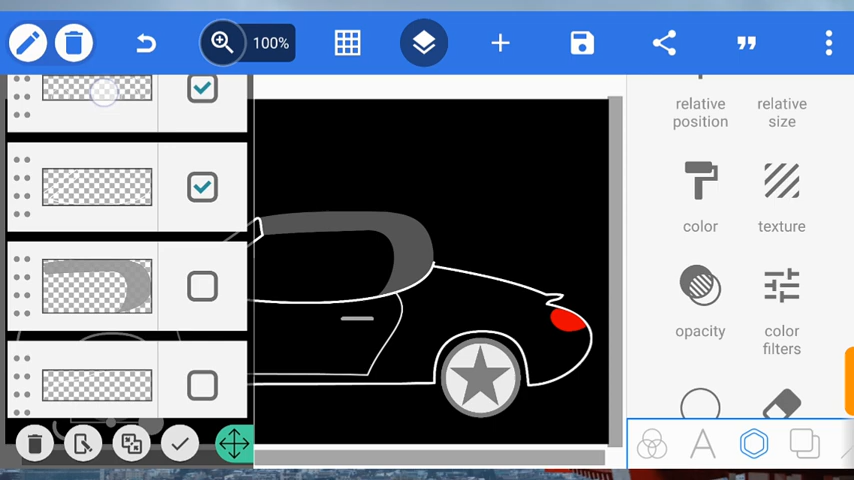 100%
relative
position
relative
size
color
texture
opacity
color
filters